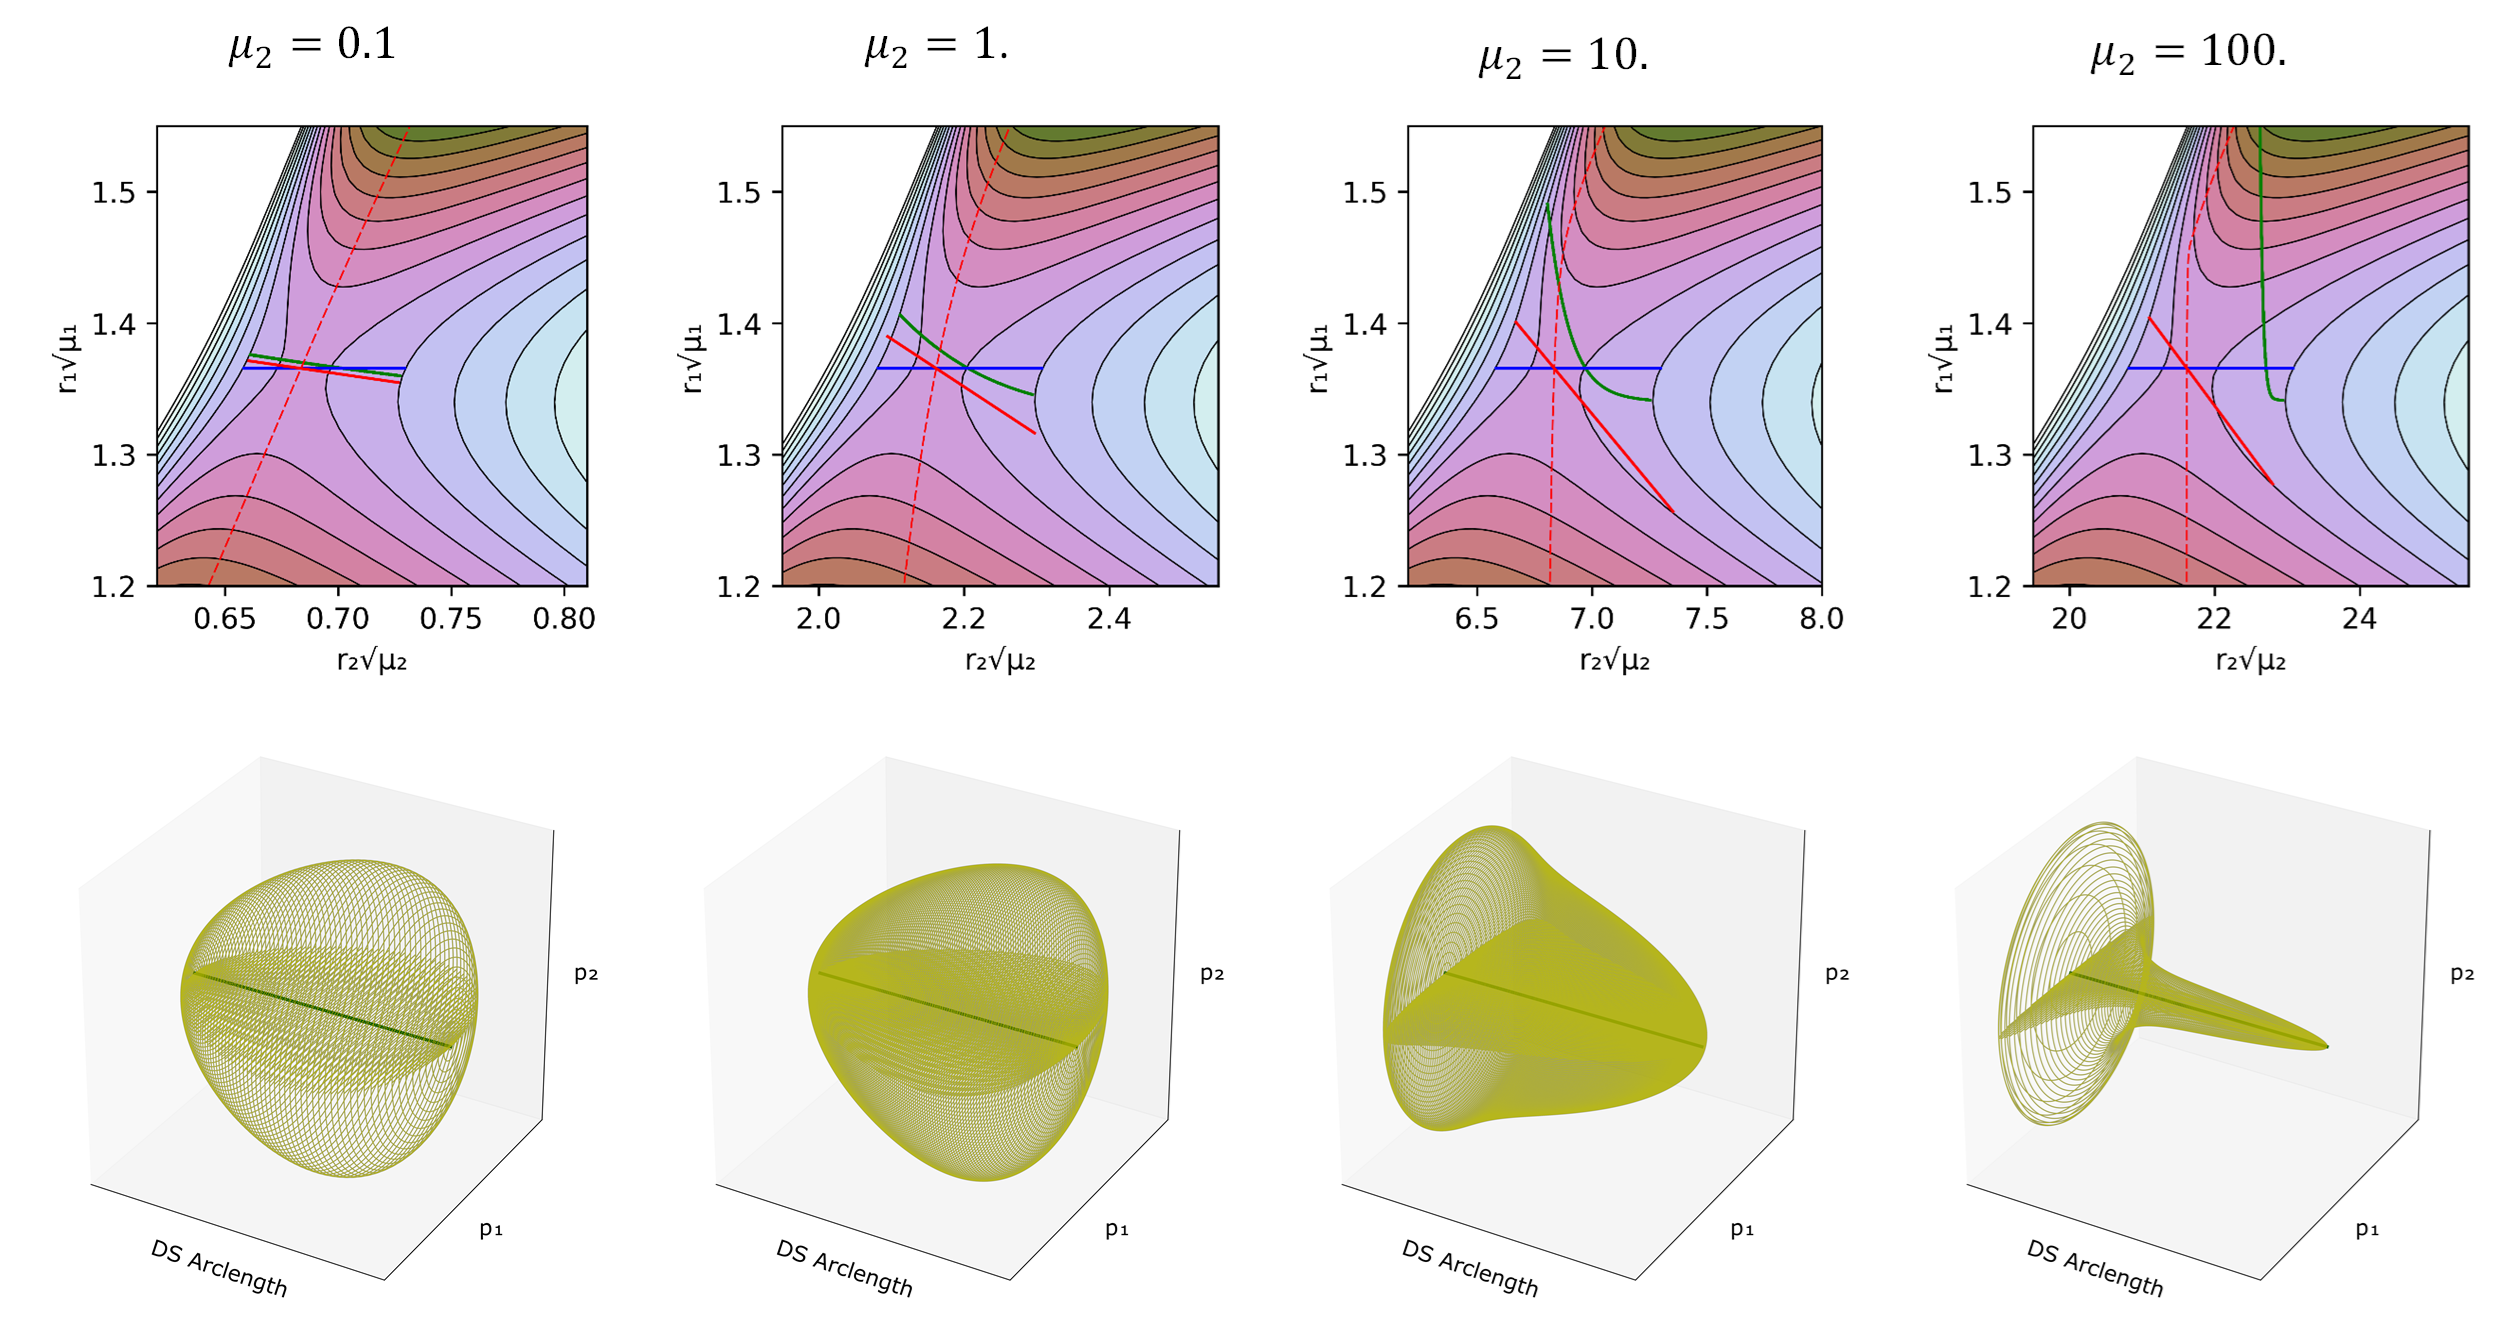 μ₂ = 0.1
μ₂ = 1.
μ₂ = 10.
μ₂ = 100.
r₁√μ₁
1.5
1.4
1.3
1.2
0.65 0.70 0.75 0.80
r₂√μ₂
r₁√μ₁
1.5
1.4
1.3
1.2
2.0 2.2 2.4
r₂√μ₂
r₁√μ₁
1.5
1.4
1.3
1.2
6.5 7.0 7.5 8.0
r₂√μ₂
r₁√μ₁
1.5
1.4
1.3
1.2
20 22 24
r₂√μ₂
p₂
p₁
DS Arclength
p₂
p₁
DS Arclength
p₂
p₁
DS Arclength
p₂
p₁
DS Arclength